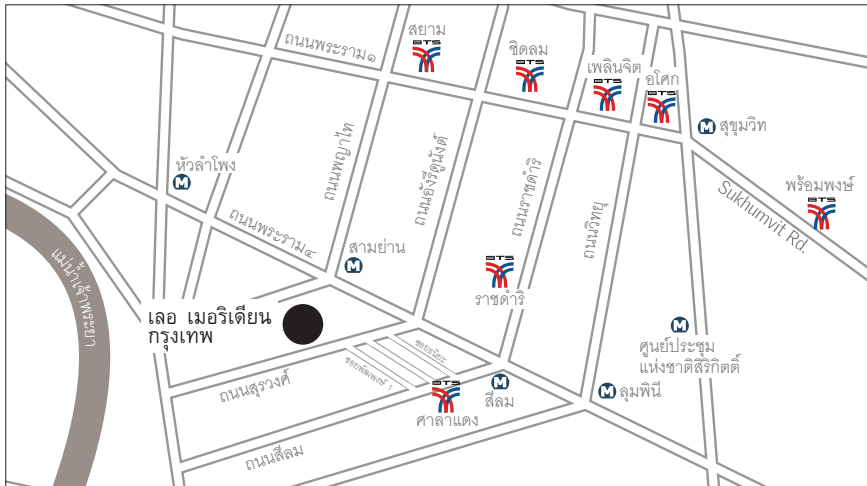 สยาม
BTS
ถนนพระราม๑
ชิดลม
BTS
เพลินจิต
BTS
อโศก
BTS
M สุขุมวิท
หัวลำโพง
M
ถนนพญาไท
ถนนอังรีดูนังต์
ถนนราชดำริ
ถนนวิทยุ
พร้อมพงษ์
BTS
Sukhumvit Rd.
ถนนพระราม๔
สามย่าน
M
BTS
ราชดำริ
แม่น้ำเจ้าพระยา
เลอ เมอริเดียน
กรุงเทพ
M
ศูนย์ประชุม
แห่งชาติสิริกิตติ์
ซอยธนิยะ
ซอยพัฒพงษ์ 1
ถนนสุรวงศ์
BTS
ศาลาแดง
M
สีลม
M ลุมพินี
ถนนสีลม